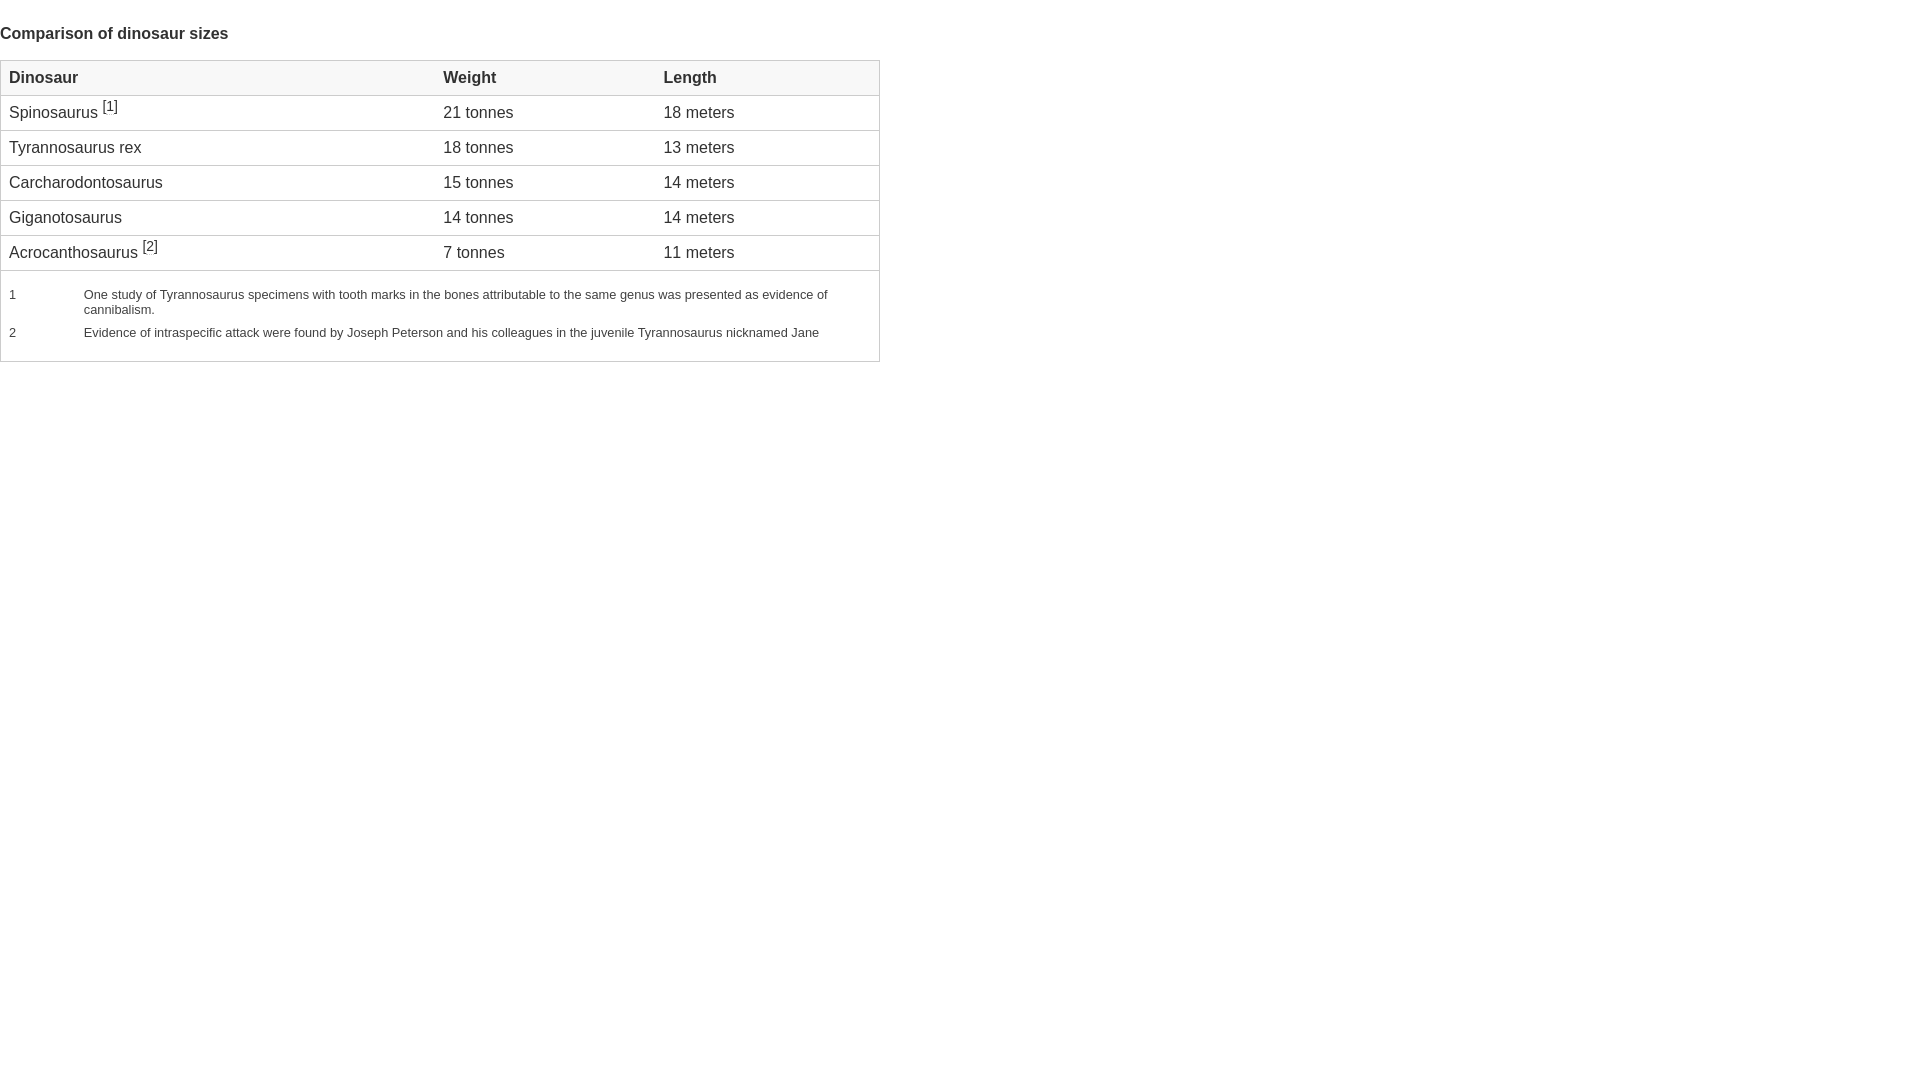 Comparison of dinosaur sizes
Dinosaur Weight Length
Spinosaurus [1] 21 tonnes 18 meters
Tyrannosaurus rex 18 tonnes 13 meters
Carcharodontosaurus 15 tonnes 14 meters
Giganotosaurus 14 tonnes 14 meters
Acrocanthosaurus [2] 7 tonnes 11 meters
1 One study of Tyrannosaurus specimens with tooth marks in the bones attributable to the same genus was presented as evidence of
cannibalism.
2 Evidence of intraspecific attack were found by Joseph Peterson and his colleagues in the juvenile Tyrannosaurus nicknamed Jane